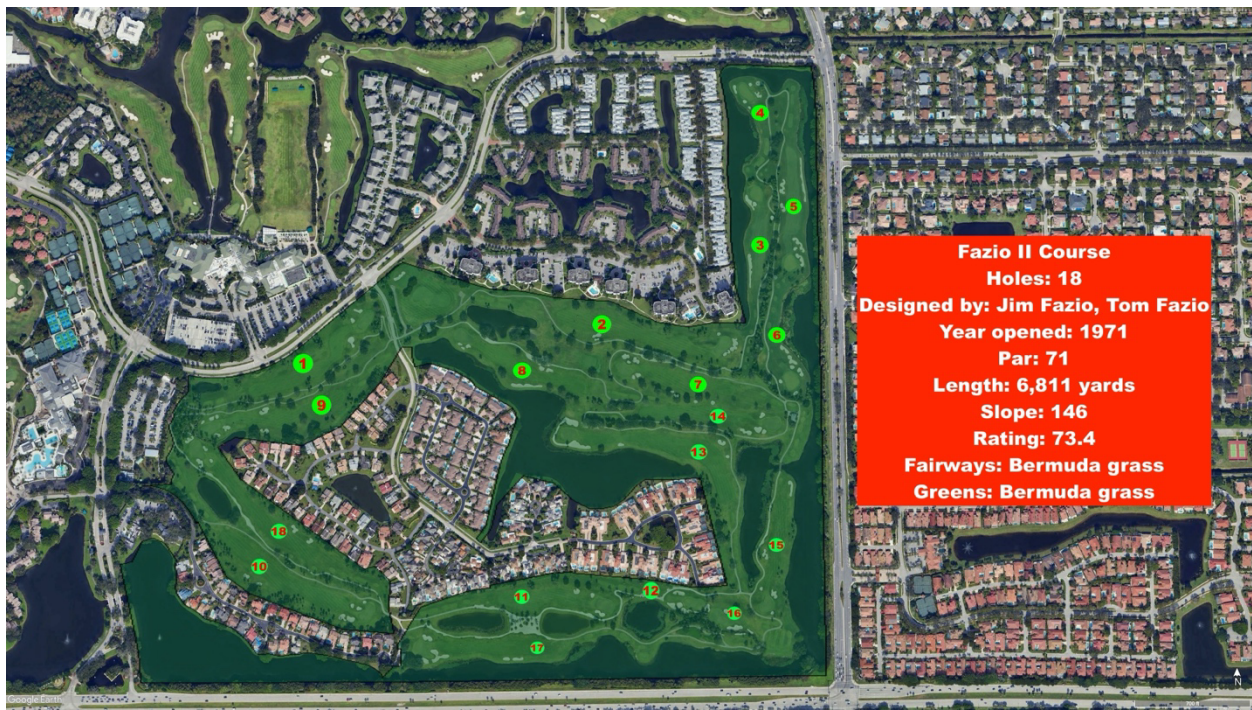 4
5
3
Fazio II Course
Holes: 18
Designed by: Jim Fazio, Tom Fazio
Year opened: 1971
Par: 71
Length: 6,811 yards
Slope: 146
Rating: 73.4
Fairways: Bermuda grass
Greens: Bermuda grass
2
6
1
8
7
9
14
13
18
15
10
11
12
16
17
Google Earth
N